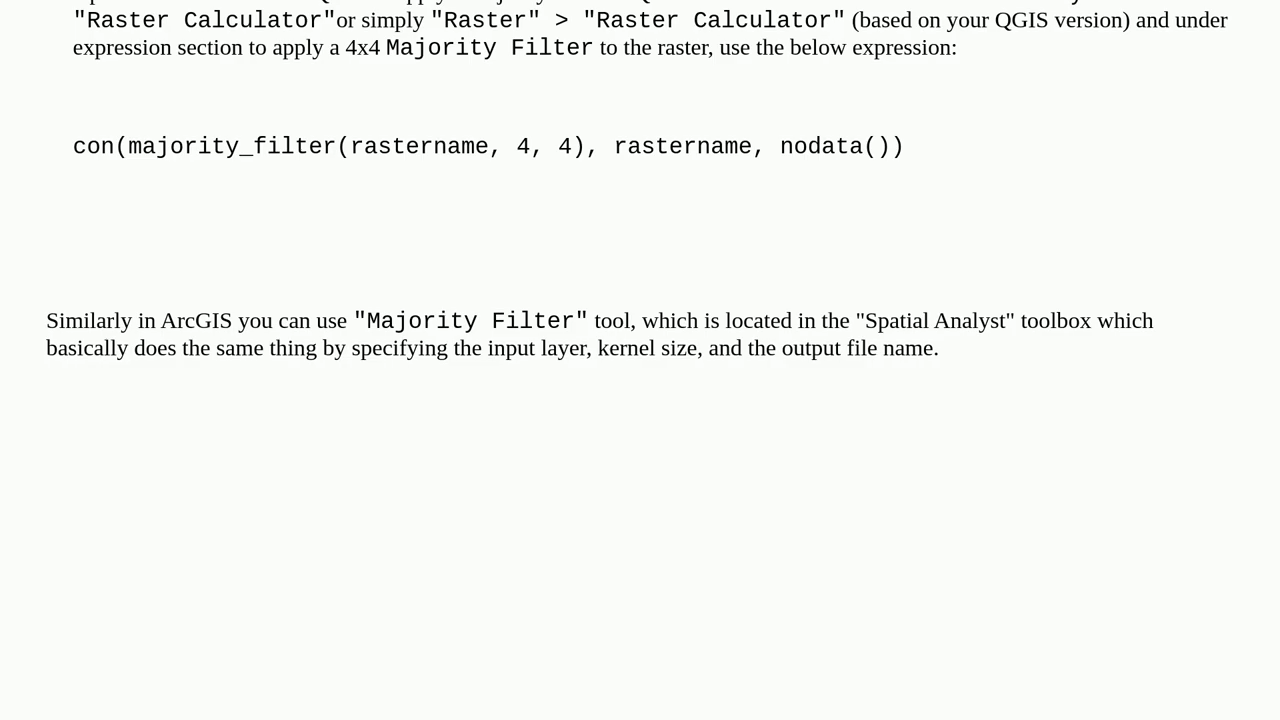 "Raster Calculator"or simply "Raster" > "Raster Calculator" (based on your QGIS version) and under
expression section to apply a 4x4 Majority Filter to the raster, use the below expression:
con(majority_filter(rastername, 4, 4), rastername, nodata())
Similarly in ArcGIS you can use "Majority Filter" tool, which is located in the "Spatial Analyst" toolbox which
basically does the same thing by specifying the input layer, kernel size, and the output file name.